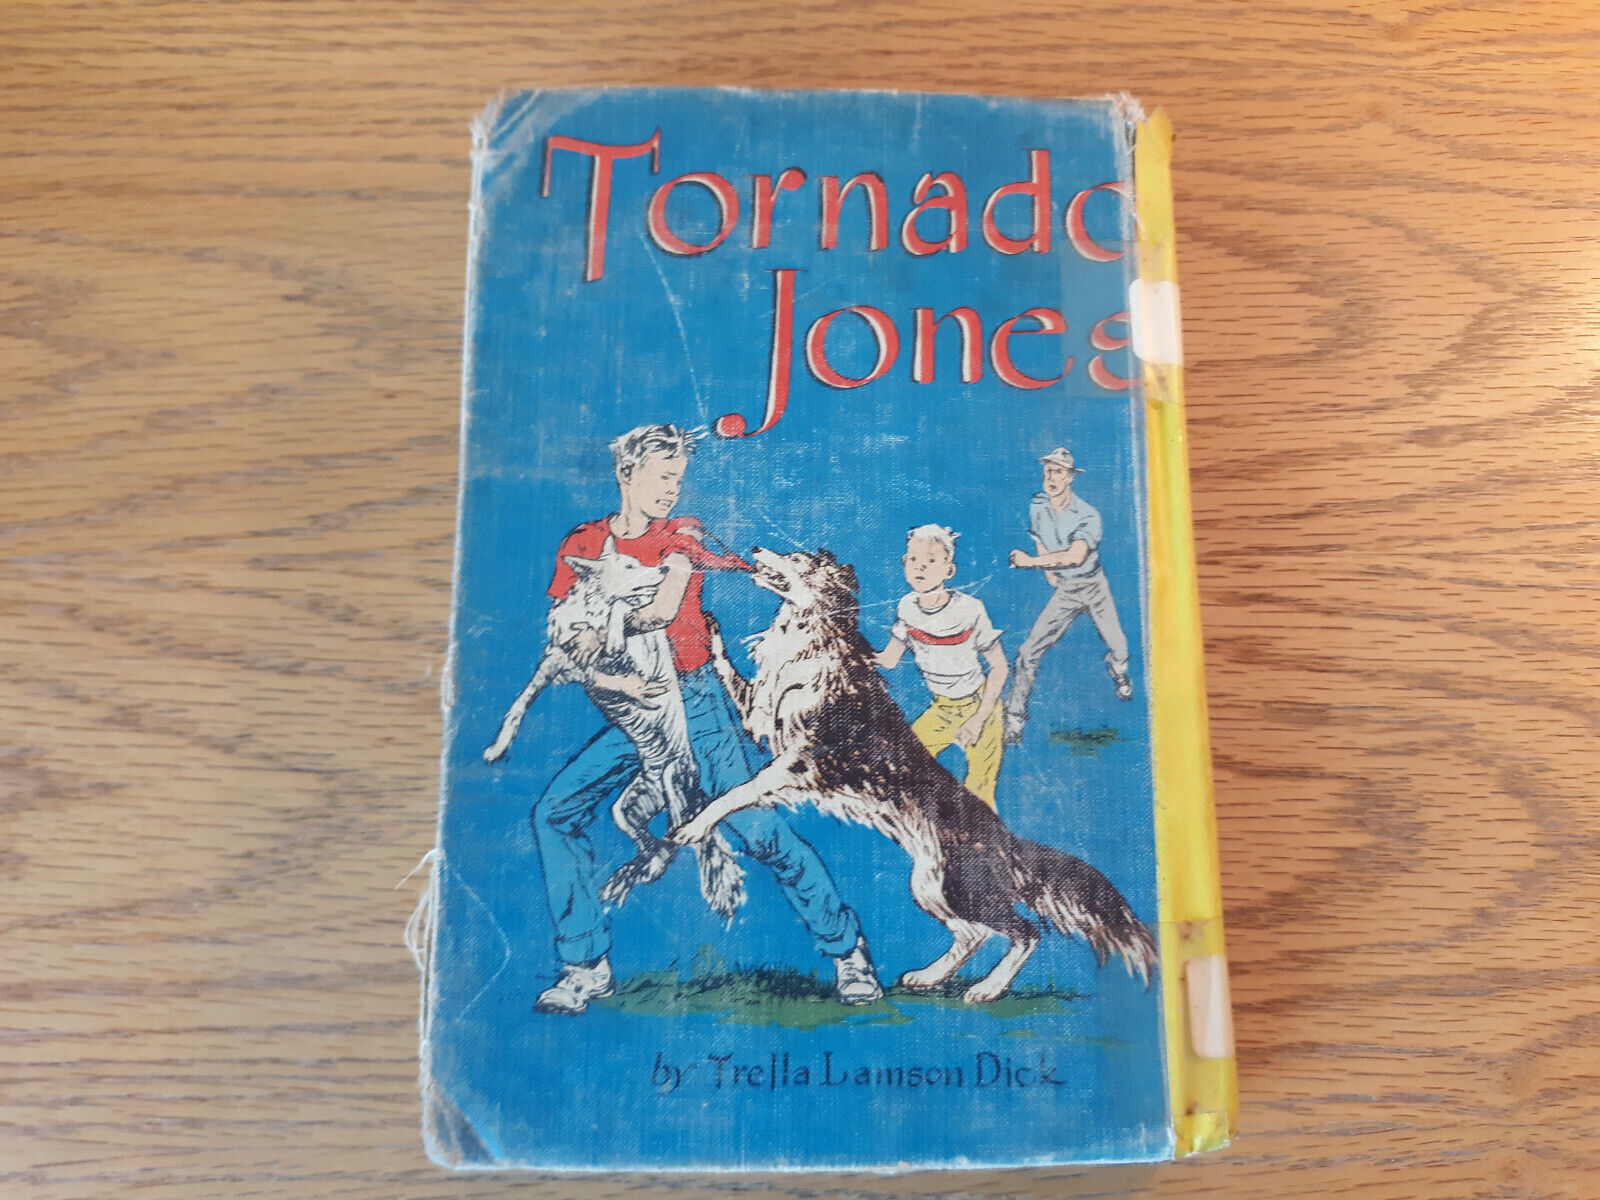 Tornado
Jones
by Trella Lamson Dick